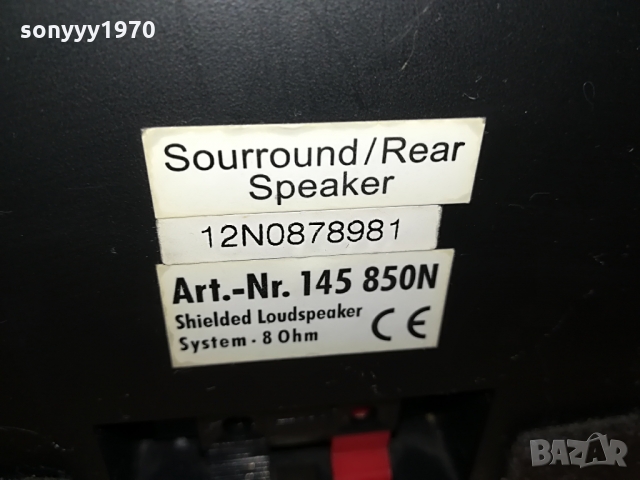 sonyyy1970
Sourround/Rear
Speaker
12N0878981
Art.-Nr. 145 850N
Shielded Loudspeaker
System - 8 Ohm
CE
BAZAR